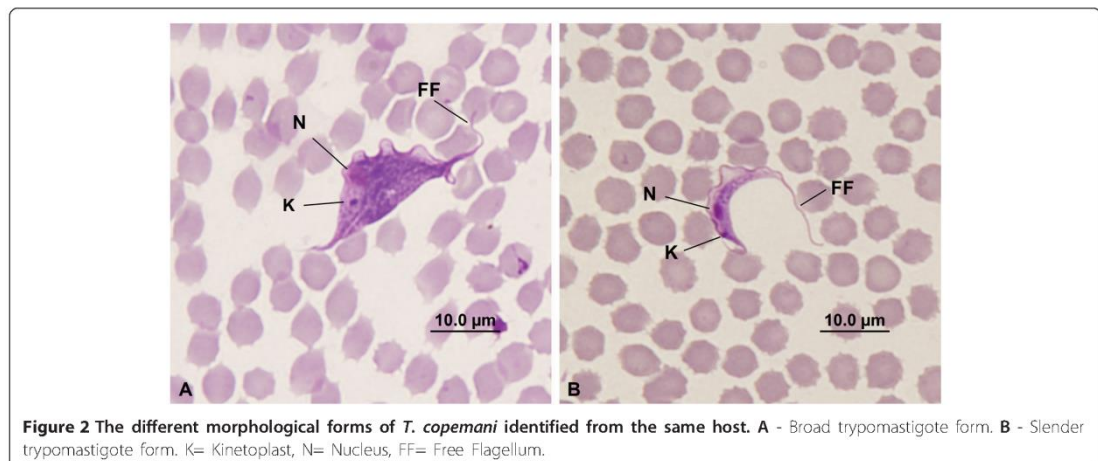 FF
N
K
10.0 µm
A
N
FF
K
10.0 µm
B
Figure 2 The different morphological forms of T. copemani identified from the same host. A - Broad trypomastigote form. B - Slender
trypomastigote form. K= Kinetoplast, N= Nucleus, FF= Free Flagellum.